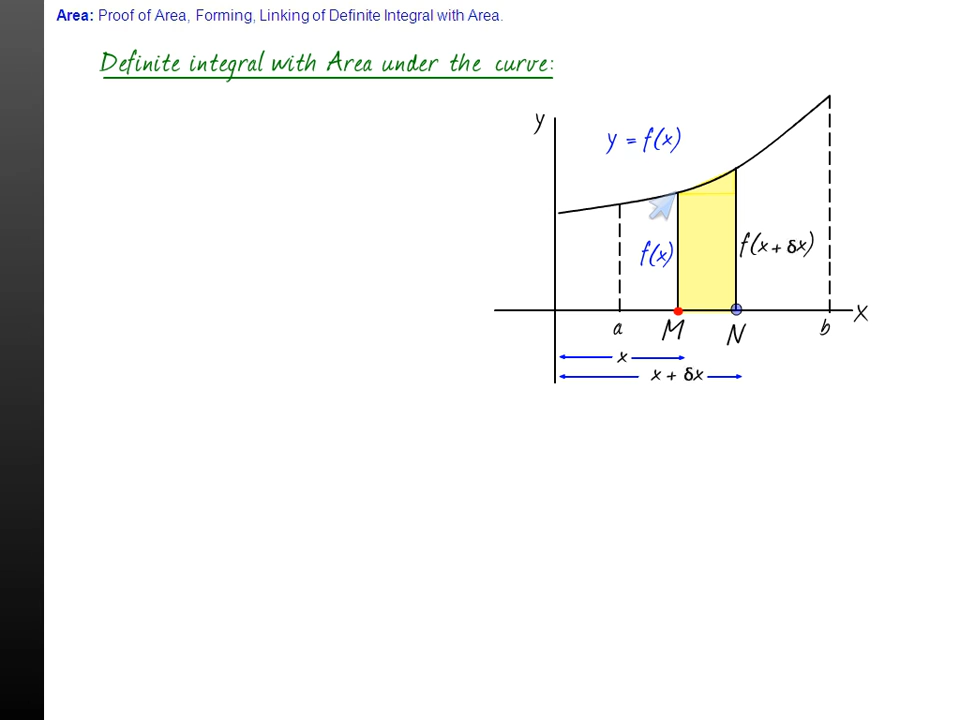 Area: Proof of Area, Forming, Linking of Definite Integral with Area.
Definite integral with Area under the curve:
y
y = f(x)
f(x)
f(x + δx)
a
M
N
b
x
x
x + δx